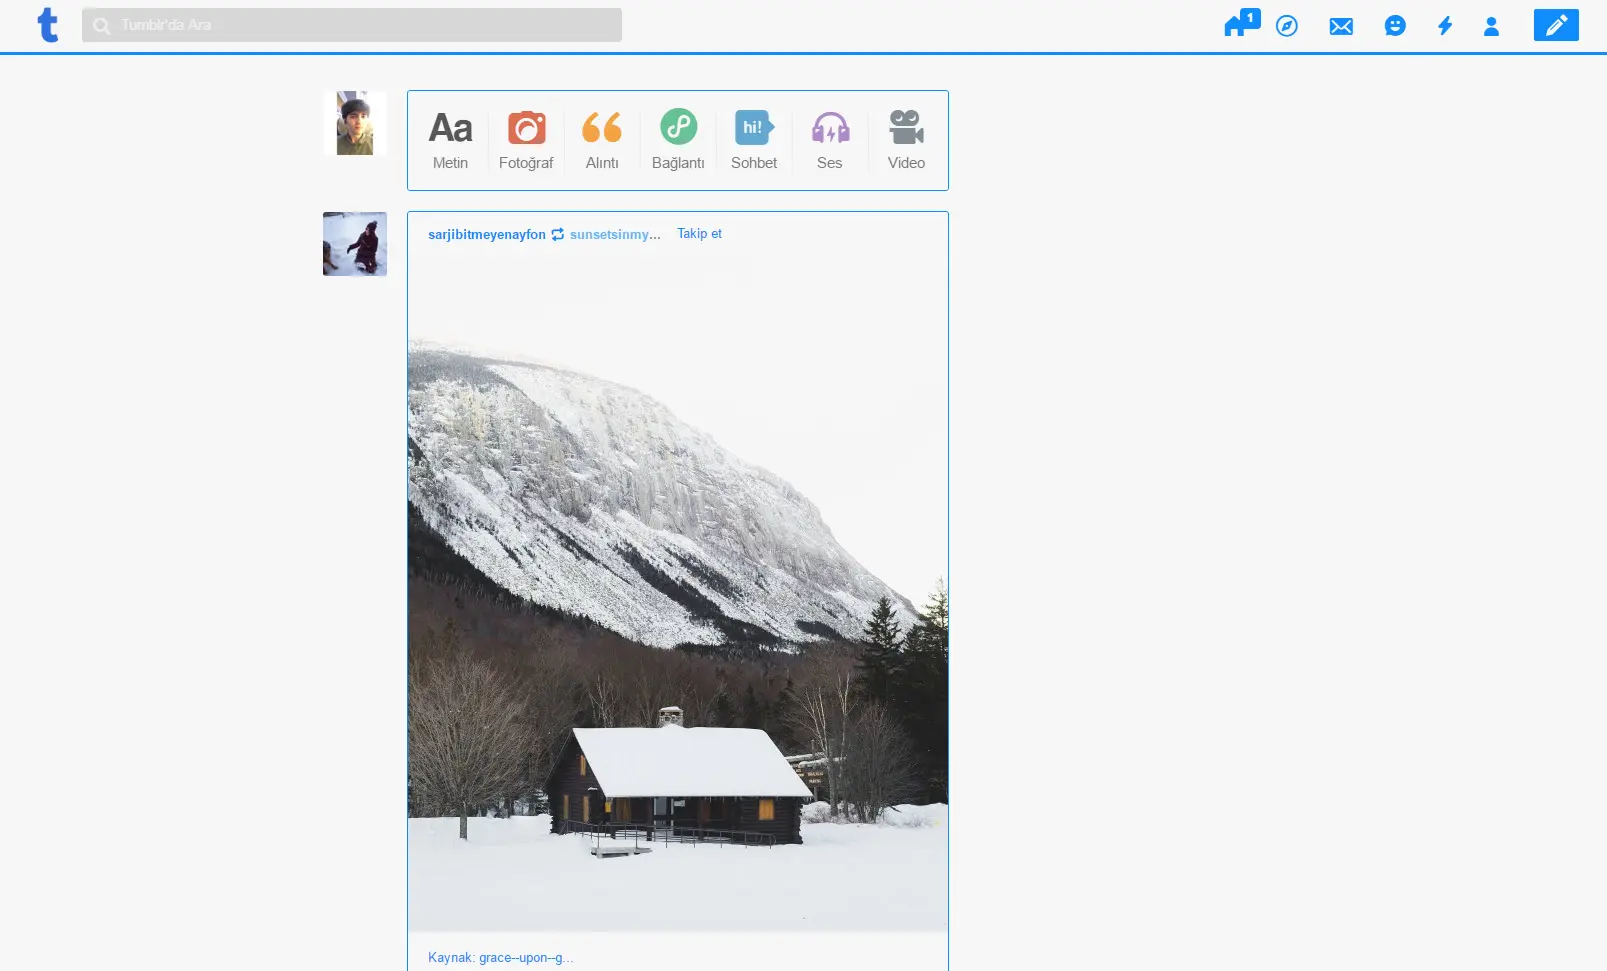 t
Tumblr'da Ara
1
Aa
hi!
Metin
Fotoğraf
Alıntı
Bağlantı
Sohbet
Ses
Video
sarjibitmeyenayfon sunsetsinmy... Takip et
Kaynak: grace--upon--g...